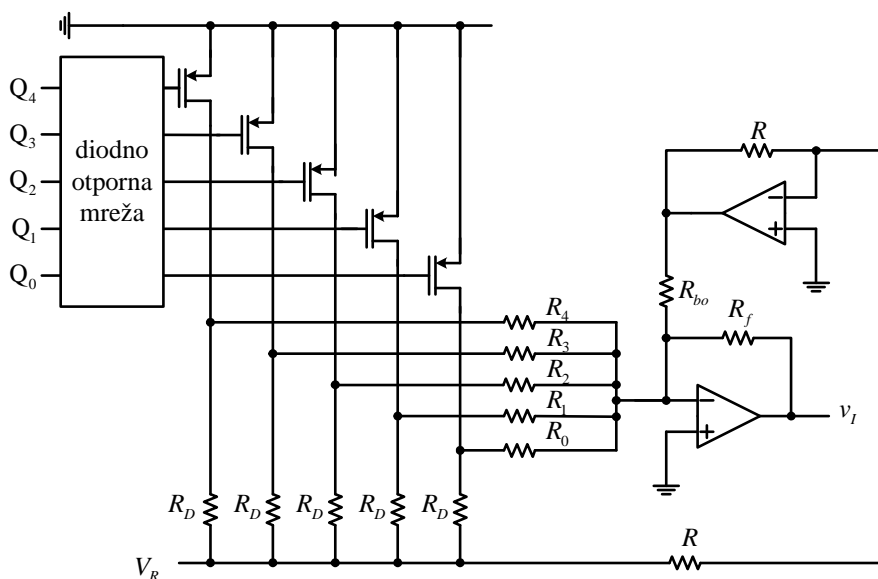 Q4
Q3
Q2
Q1
Q0
diodno
otporna
mreža
R
Rbo
Rf
R4
R3
R2
R1
R0
vI
RD
RD
RD
RD
RD
R
VR